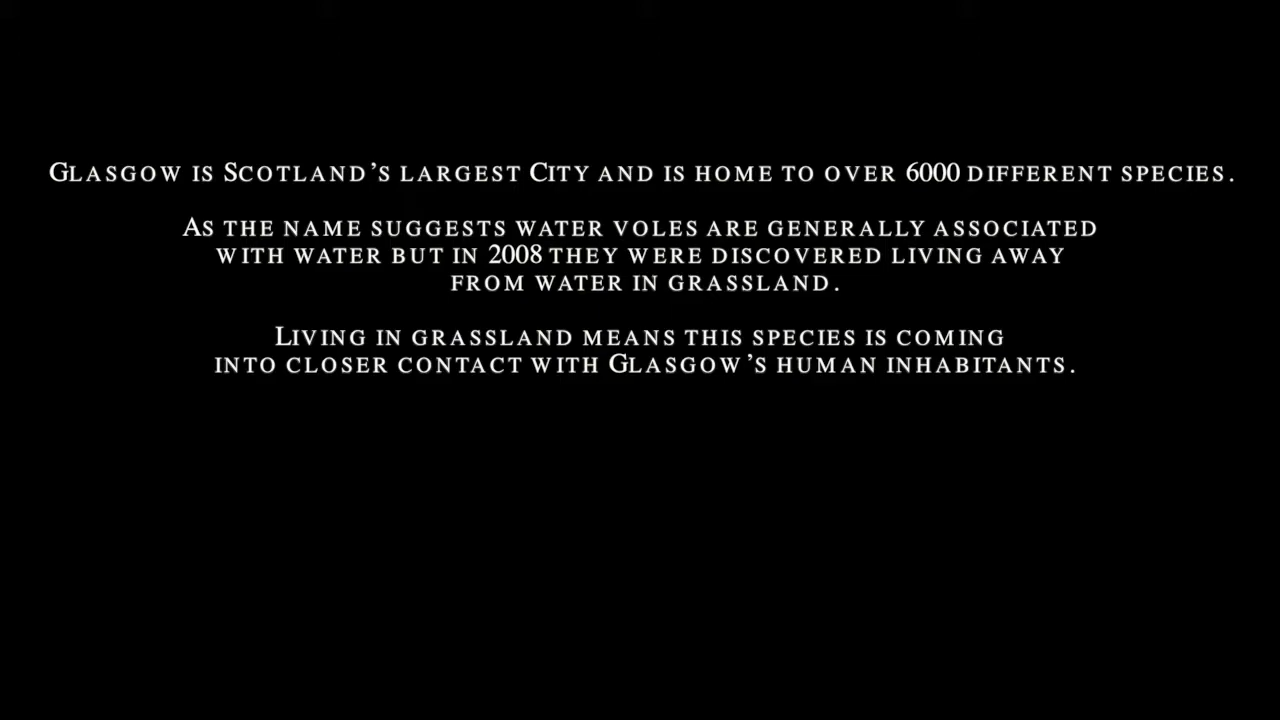 Glasgow is Scotland’s largest City and is home to over 6000 different species.
As the name suggests water voles are generally associated
with water but in 2008 they were discovered living away
from water in grassland.
Living in grassland means this species is coming
into closer contact with Glasgow’s human inhabitants.